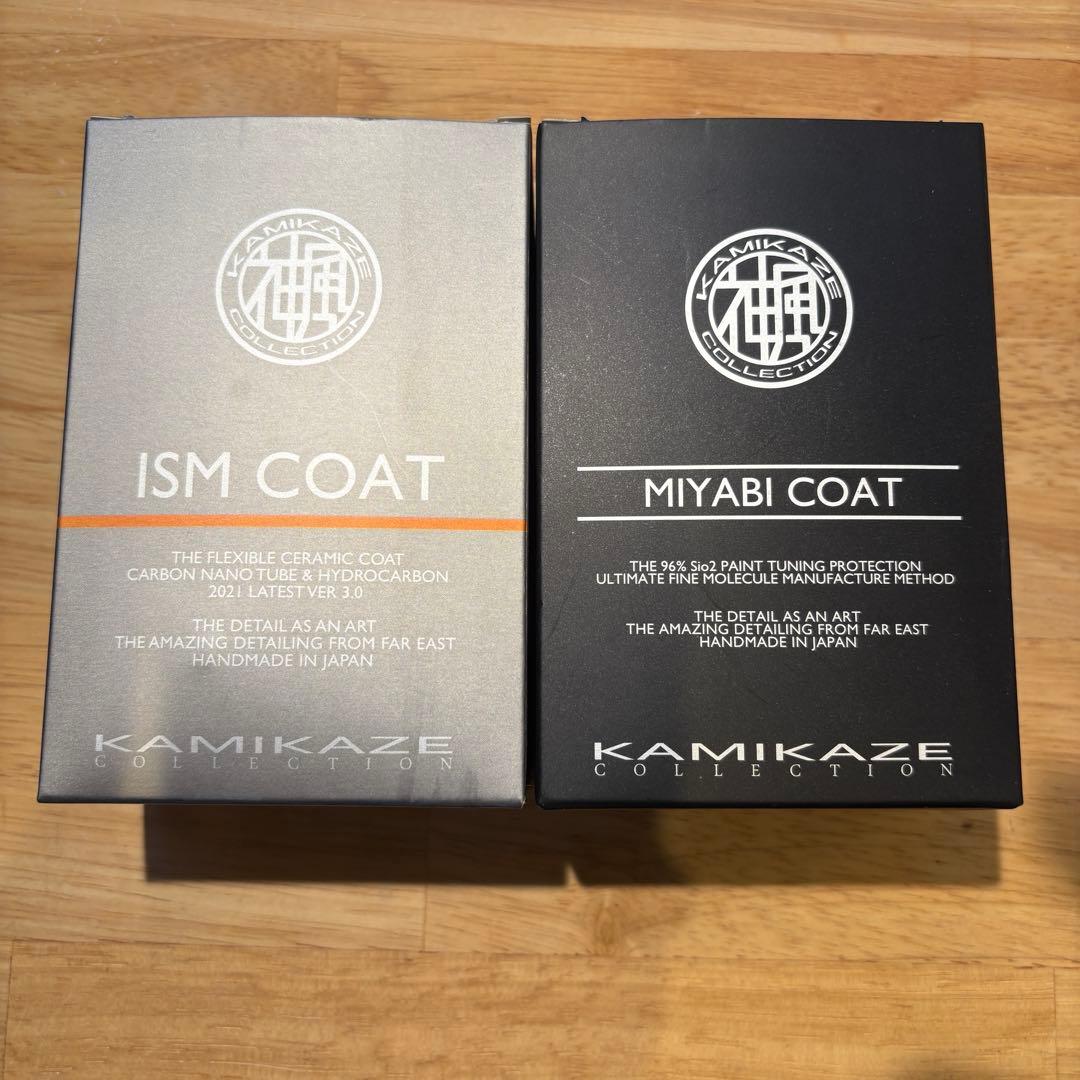 KAMIKAZE
COLLECTION
ISM COAT
THE FLEXIBLE CERAMIC COAT
CARBON NANO TUBE & HYDROCARBON
2021 LATEST VER 3.0
THE DETAIL AS AN ART
THE AMAZING DETAILING FROM FAR EAST
HANDMADE IN JAPAN
KAMIKAZE
COLLECTION
KAMIKAZE
COLLECTION
MIYABI COAT
THE 96% Sio2 PAINT TUNING PROTECTION
ULTIMATE FINE MOLECULE MANUFACTURE METHOD
THE DETAIL AS AN ART
THE AMAZING DETAILING FROM FAR EAST
HANDMADE IN JAPAN
KAMIKAZE
COLLECTION